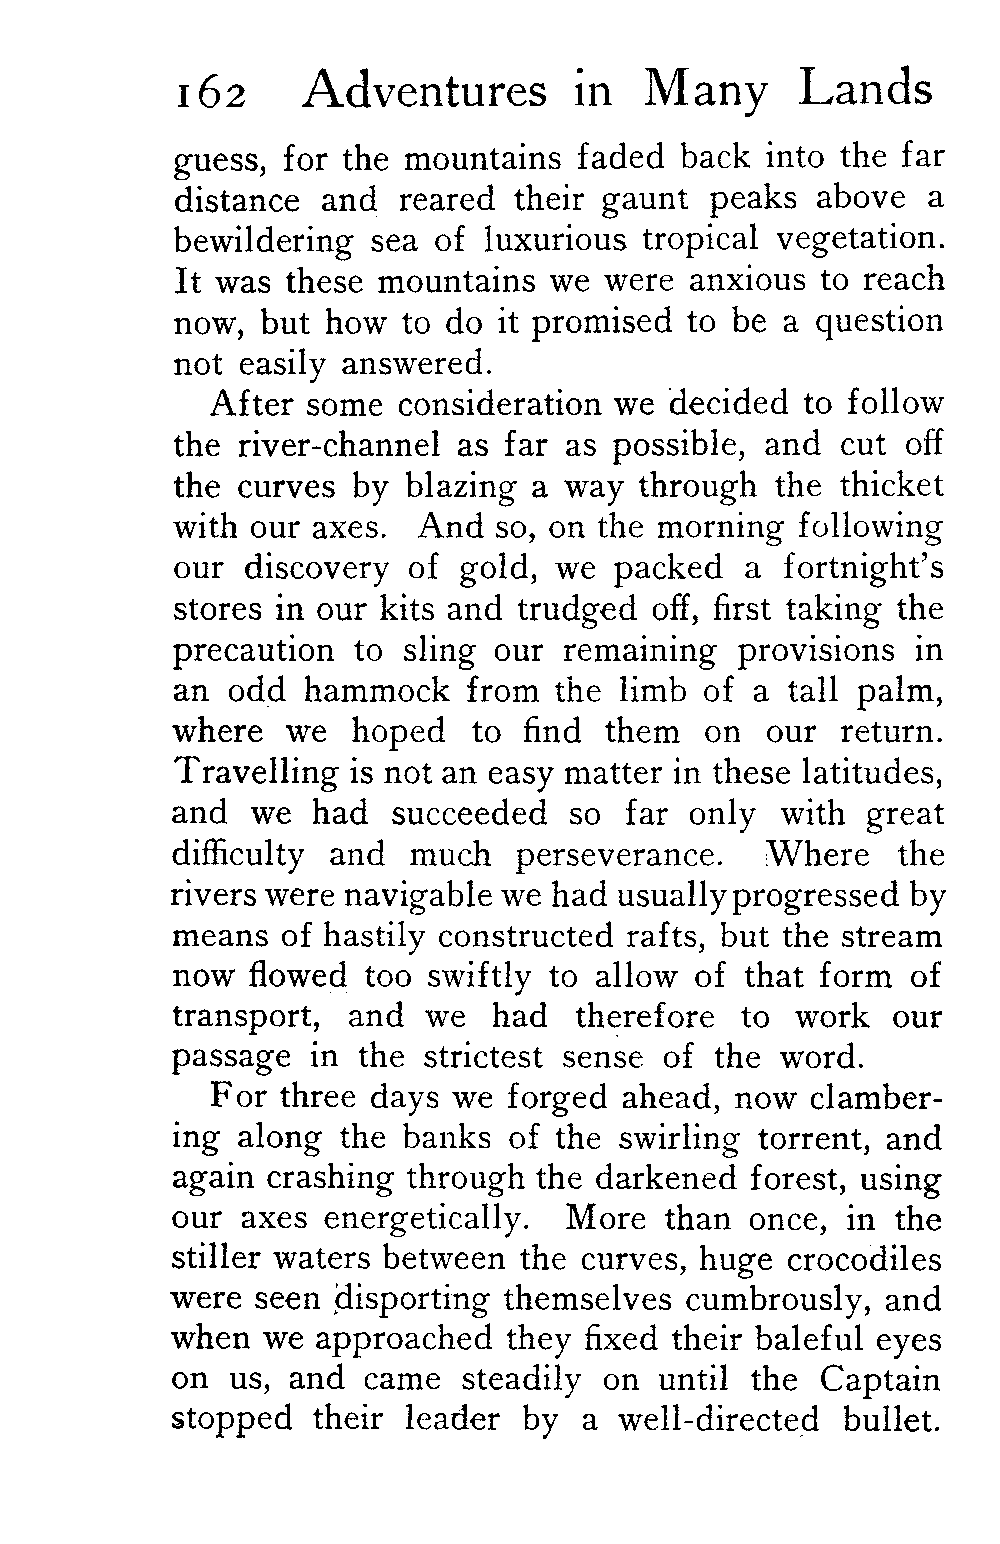 162 Adventures in Many Lands
guess, for the mountains faded back into the far
distance and reared their gaunt peaks above a
bewildering sea of luxurious tropical vegetation.
It was these mountains we were anxious to reach
now, but how to do it promised to be a question
not easily answered.
After some consideration we decided to follow
the river-channel as far as possible, and cut off
the curves by blazing a way through the thicket
with our axes. And so, on the morning following
our discovery of gold, we packed a fortnight's
stores in our kits and trudged off, first taking the
precaution to sling our remaining provisions in
an odd hammock from the limb of a tall palm,
where we hoped to find them on our return.
Travelling is not an easy matter in these latitudes,
and we had succeeded so far only with great
difficulty and much perseverance. Where the
rivers were navigable we had usually progressed by
means of hastily constructed rafts, but the stream
now flowed too swiftly to allow of that form of
transport, and we had therefore to work our
passage in the strictest sense of the word.
For three days we forged ahead, now clamber-
ing along the banks of the swirling torrent, and
again crashing through the darkened forest, using
our axes energetically. More than once, in the
stiller waters between the curves, huge crocodiles
were seen disporting themselves cumbrously, and
when we approached they fixed their baleful eyes
on us, and came steadily on until the Captain
stopped their leader by a well-directed bullet.